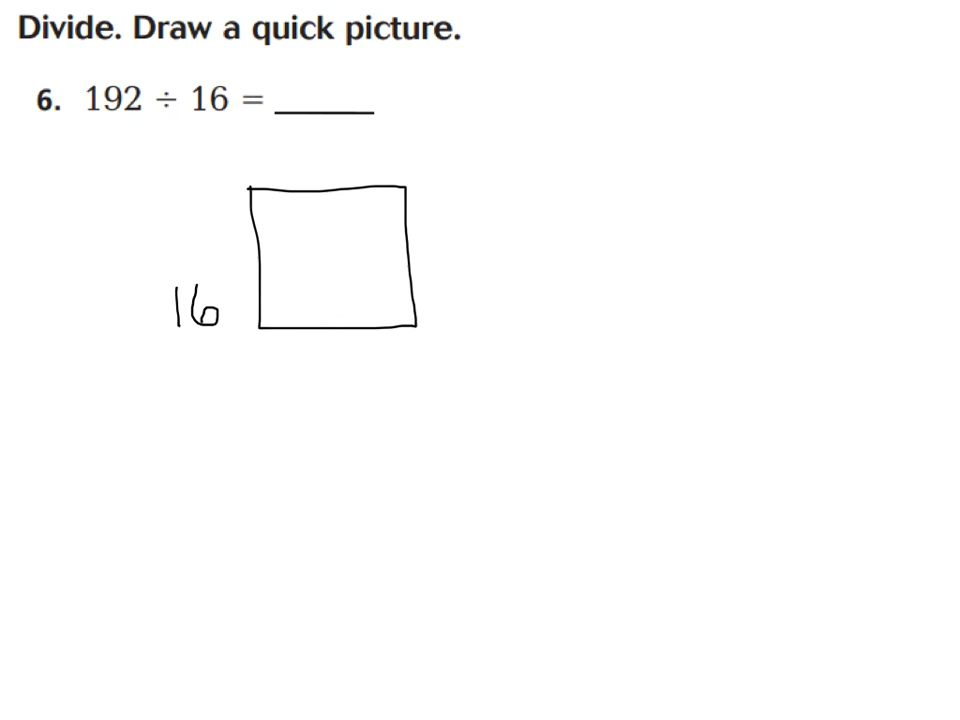 Divide. Draw a quick picture.
6. 192 ÷ 16 = ______
16